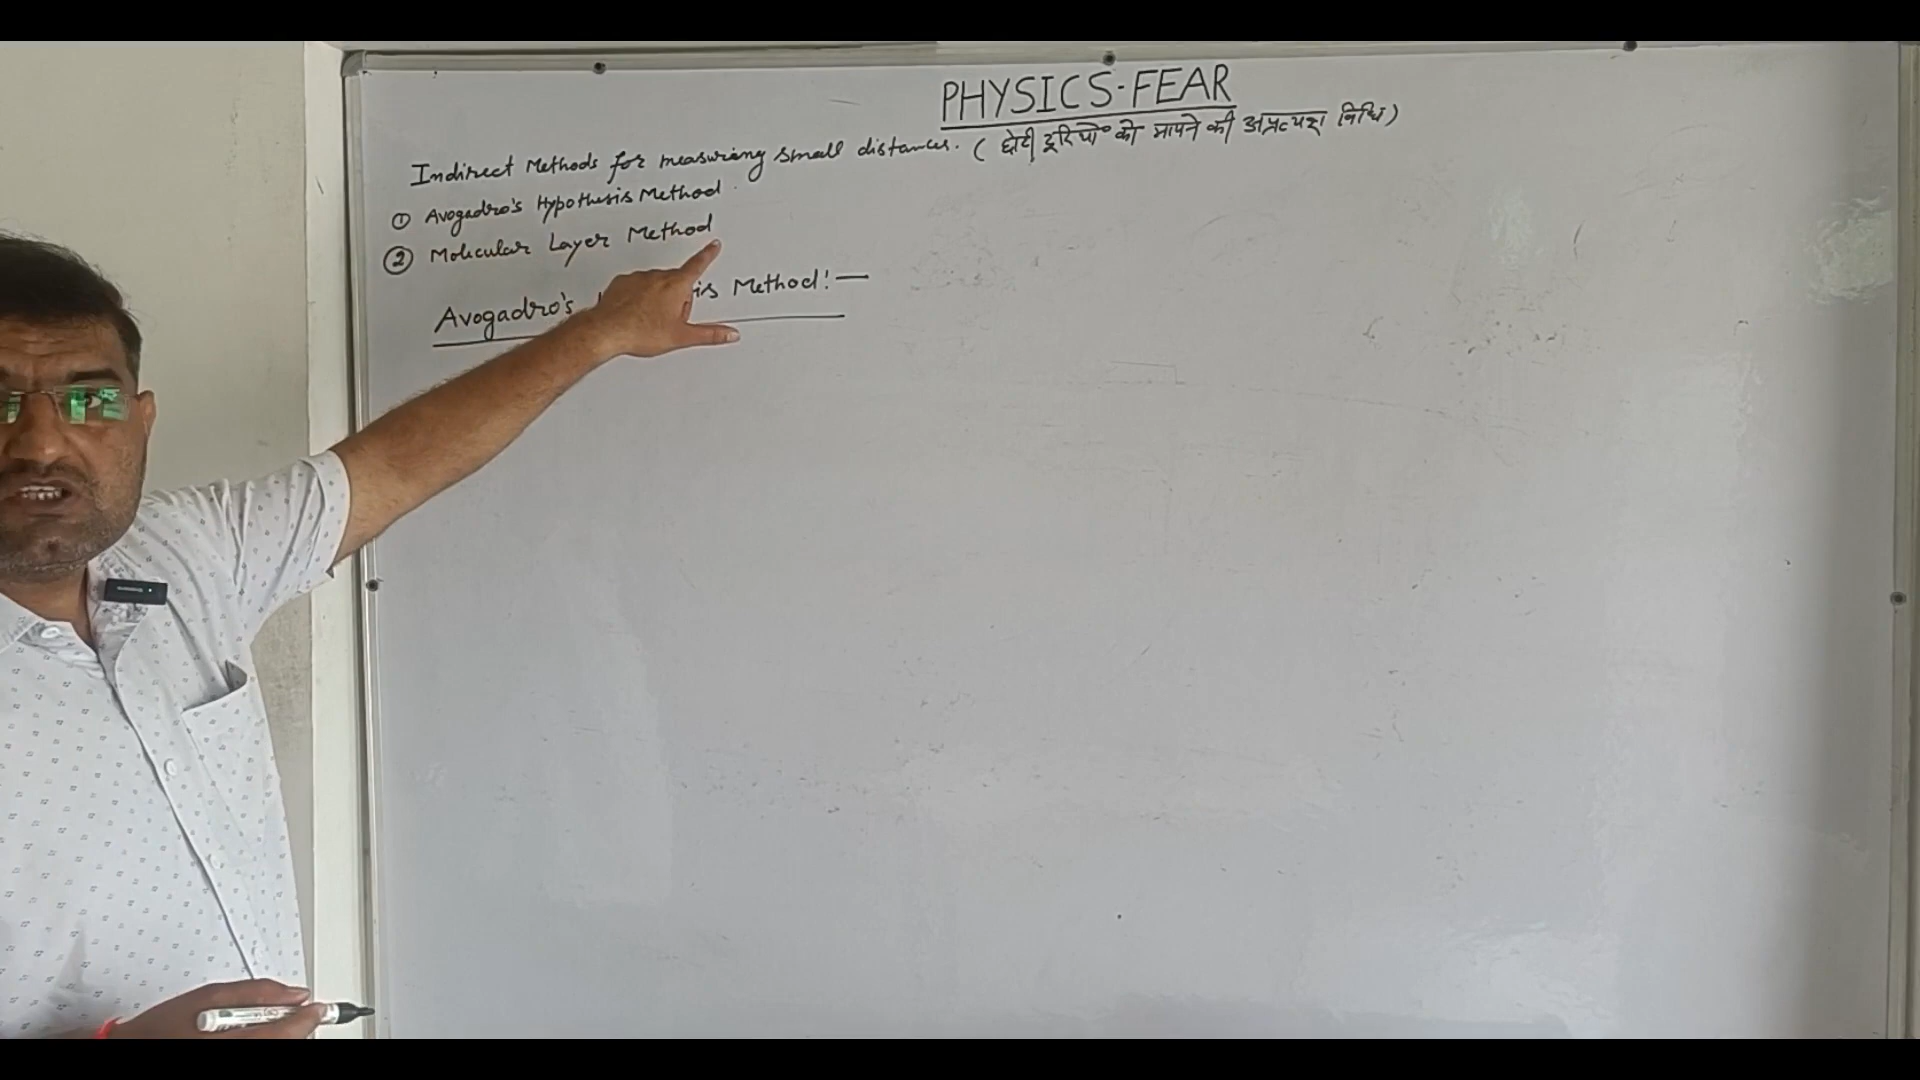 PHYSICS-FEAR
Indirect Methods for measuring small distances. ( छोटी दूरियों को मापने की अप्रत्यक्ष विधि )
① Avogadro's Hypothesis Method.
② Molecular Layer Method
Avogadro's is Method:—